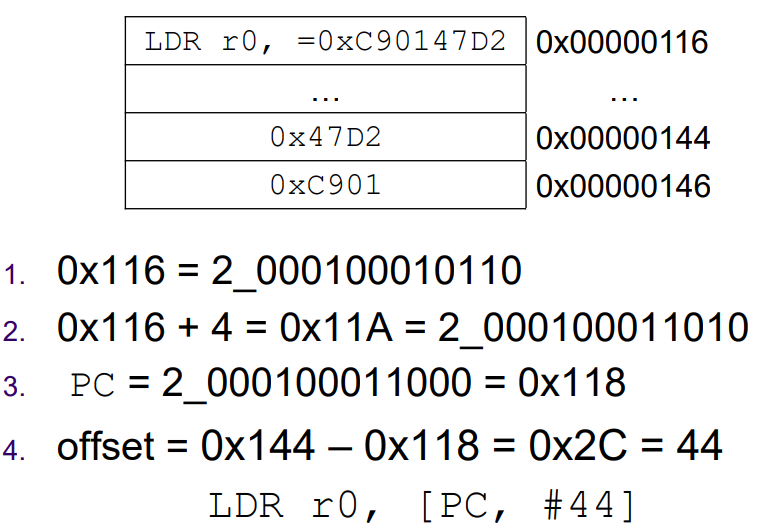 LDR r0, =0xC90147D2 0x00000116
... ...
0x47D2 0x00000144
0xC901 0x00000146
1. 0x116 = 2_000100010110
2. 0x116 + 4 = 0x11A = 2_000100011010
3. PC = 2_000100011000 = 0x118
4. offset = 0x144 – 0x118 = 0x2C = 44
LDR r0, [PC, #44]